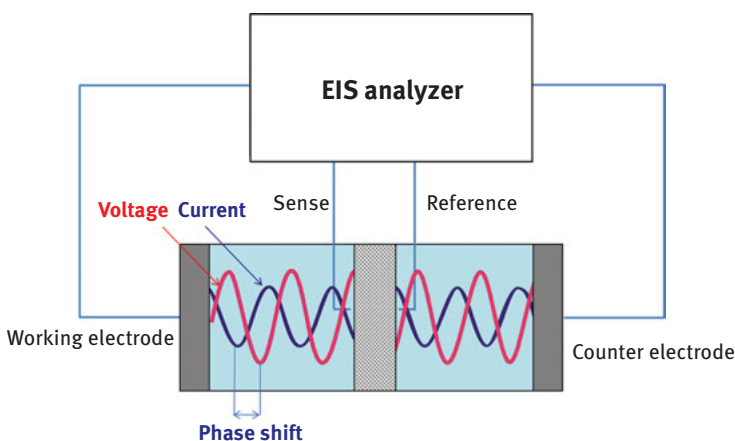 EIS analyzer
Sense
Reference
Voltage Current
Working electrode
Counter electrode
Phase shift